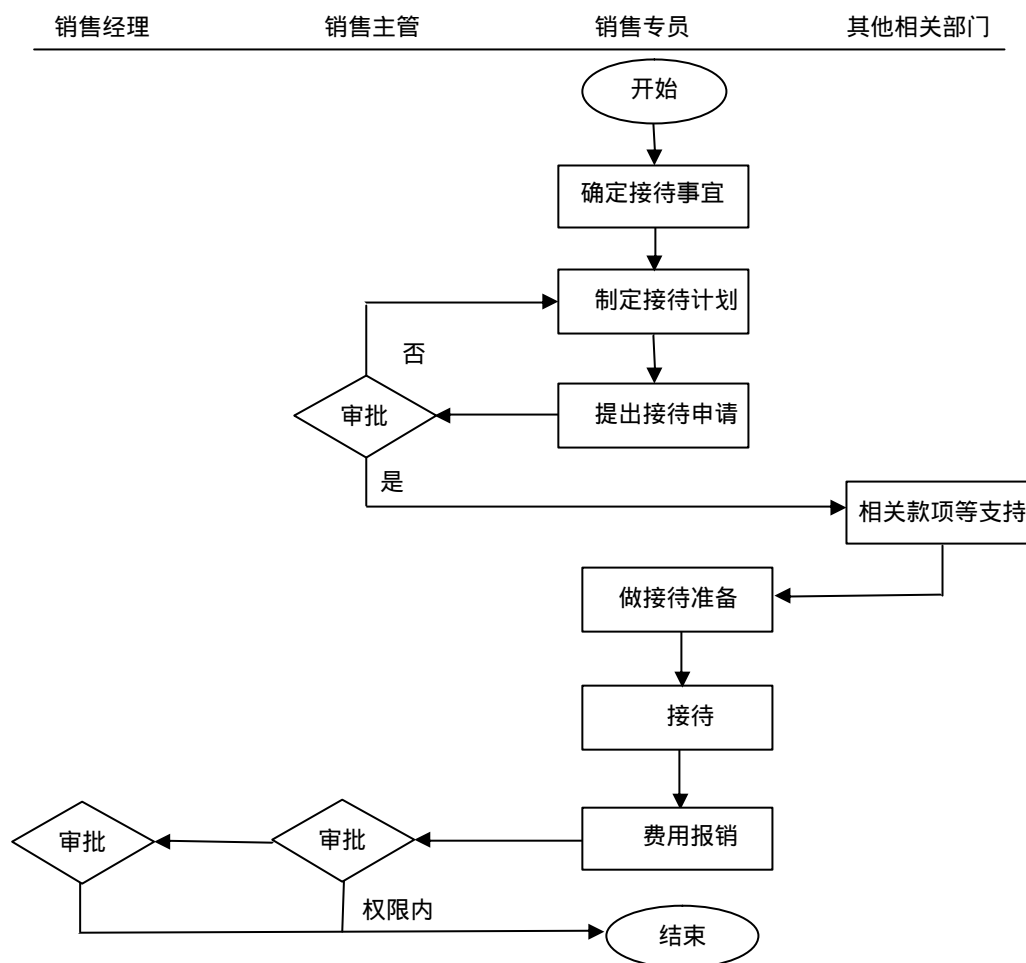 销售经理 销售主管 销售专员 其他相关部门
开始
确定接待事宜
制定接待计划
否
审批 提出接待申请
是
相关款项等支持
做接待准备
接待
审批 审批 费用报销
权限内
结束